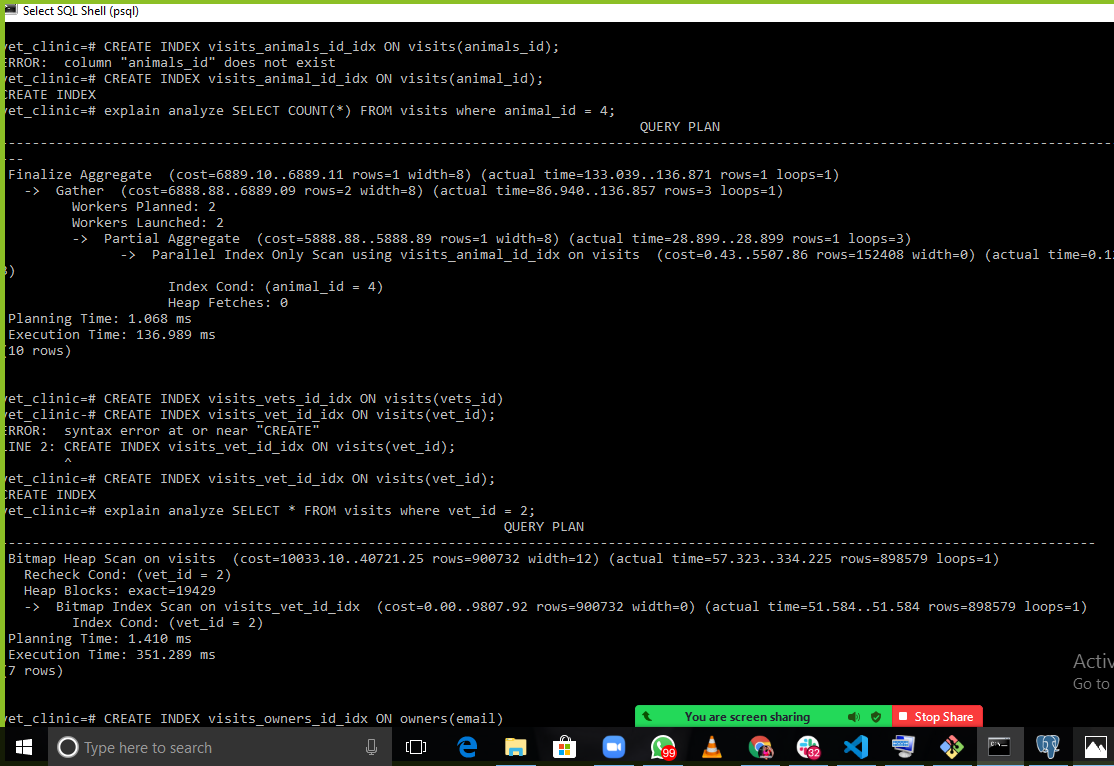 Select SQL Shell (psql)
vet_clinic=# CREATE INDEX visits_animals_id_idx ON visits(animals_id);
ERROR:  column "animals_id" does not exist
vet_clinic=# CREATE INDEX visits_animal_id_idx ON visits(animal_id);
CREATE INDEX
vet_clinic=# explain analyze SELECT COUNT(*) FROM visits where animal_id = 4;
QUERY PLAN
---
Finalize Aggregate  (cost=6889.10..6889.11 rows=1 width=8) (actual time=133.039..136.871 rows=1 loops=1)
->  Gather  (cost=6888.88..6889.09 rows=2 width=8) (actual time=86.940..136.857 rows=3 loops=1)
Workers Planned: 2
Workers Launched: 2
->  Partial Aggregate  (cost=5888.88..5888.89 rows=1 width=8) (actual time=28.899..28.899 rows=1 loops=3)
->  Parallel Index Only Scan using visits_animal_id_idx on visits  (cost=0.43..5507.86 rows=152408 width=0) (actual time=0.1
3)
Index Cond: (animal_id = 4)
Heap Fetches: 0
Planning Time: 1.068 ms
Execution Time: 136.989 ms
(10 rows)
vet_clinic=# CREATE INDEX visits_vets_id_idx ON visits(vets_id)
vet_clinic-# CREATE INDEX visits_vet_id_idx ON visits(vet_id);
ERROR:  syntax error at or near "CREATE"
LINE 2: CREATE INDEX visits_vet_id_idx ON visits(vet_id);
^
vet_clinic=# CREATE INDEX visits_vet_id_idx ON visits(vet_id);
CREATE INDEX
vet_clinic=# explain analyze SELECT * FROM visits where vet_id = 2;
QUERY PLAN
Bitmap Heap Scan on visits  (cost=10033.10..40721.25 rows=900732 width=12) (actual time=57.323..334.225 rows=898579 loops=1)
Recheck Cond: (vet_id = 2)
Heap Blocks: exact=19429
->  Bitmap Index Scan on visits_vet_id_idx  (cost=0.00..9807.92 rows=900732 width=0) (actual time=51.584..51.584 rows=898579 loops=1)
Index Cond: (vet_id = 2)
Planning Time: 1.410 ms
Execution Time: 351.289 ms
(7 rows)
Activ
Go to
vet_clinic=# CREATE INDEX visits_owners_id_idx ON owners(email)
You are screen sharing
Stop Share
Type here to search
99
32